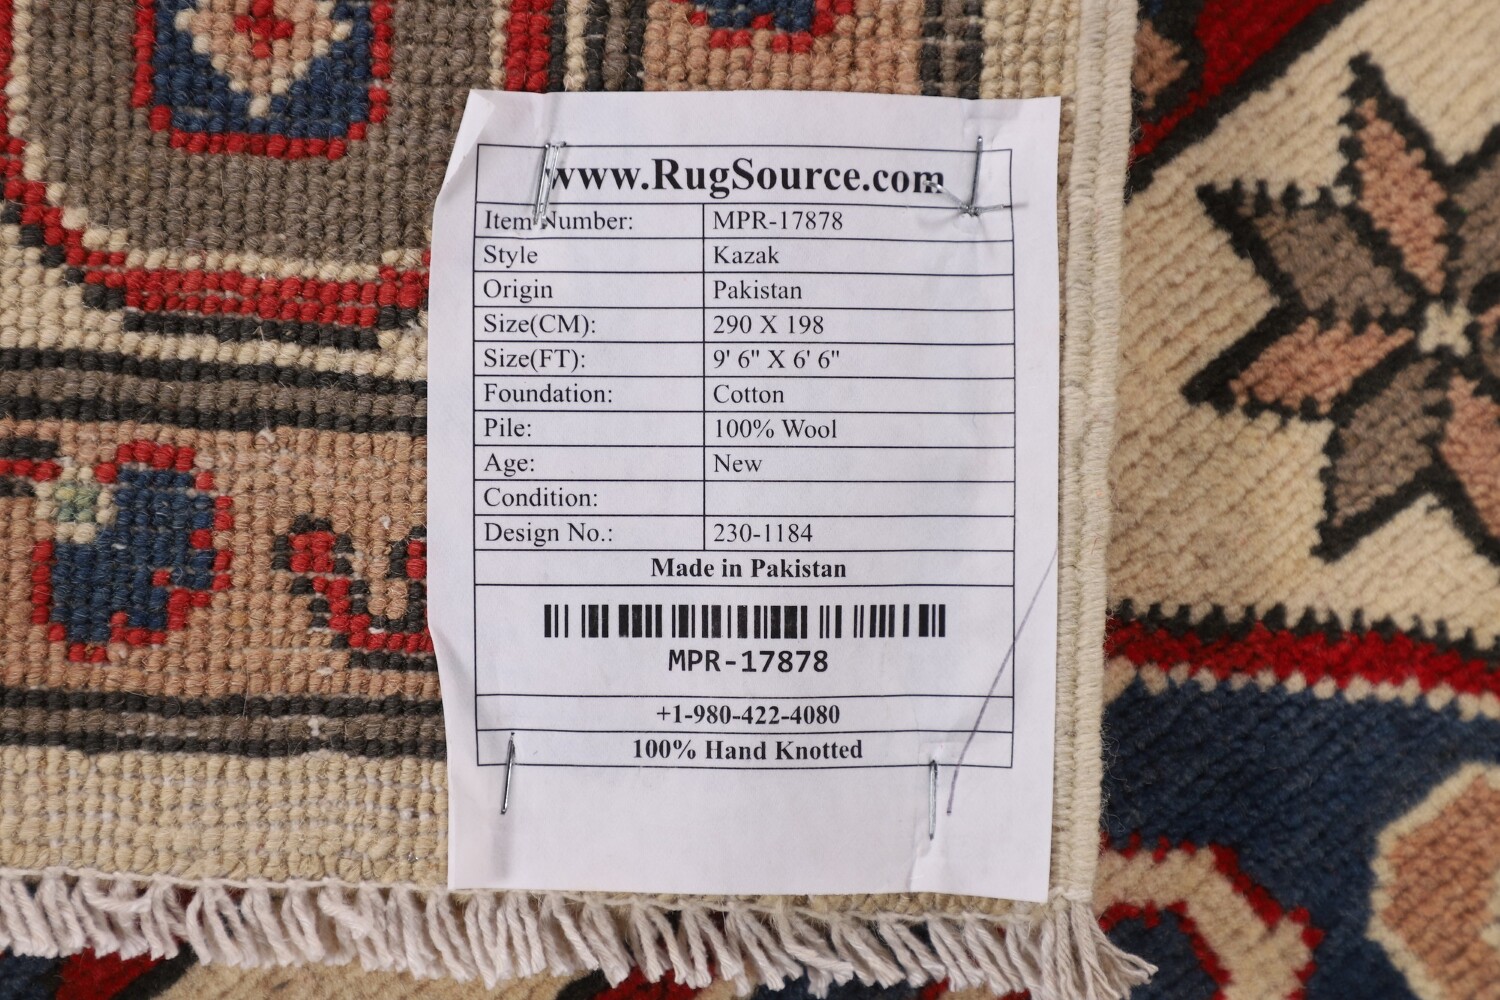 www.RugSource.com
Item Number: MPR-17878
Style Kazak
Origin Pakistan
Size(CM): 290 X 198
Size(FT): 9' 6" X 6' 6"
Foundation: Cotton
Pile: 100% Wool
Age: New
Condition:
Design No.: 230-1184
Made in Pakistan
MPR-17878
+1-980-422-4080
100% Hand Knotted